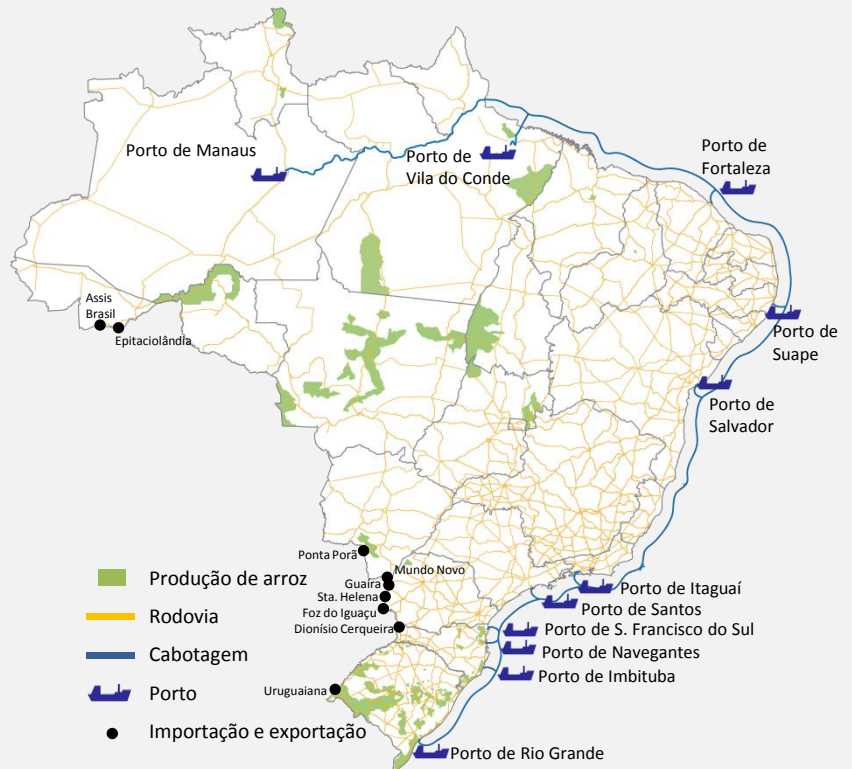 Porto de Manaus
Porto de
Vila do Conde
Porto de
Fortaleza
Assis
Brasil
Epitaciolândia
Porto de
Suape
Porto de
Salvador
Ponta Porã
Mundo Novo
Guaira
Sta. Helena
Foz do Iguaçu
Dionísio Cerqueira
Uruguaiana
Porto de Itaguaí
Porto de Santos
Porto de S. Francisco do Sul
Porto de Navegantes
Porto de Imbituba
Porto de Rio Grande
Produção de arroz
Rodovia
Cabotagem
Porto
Importação e exportação